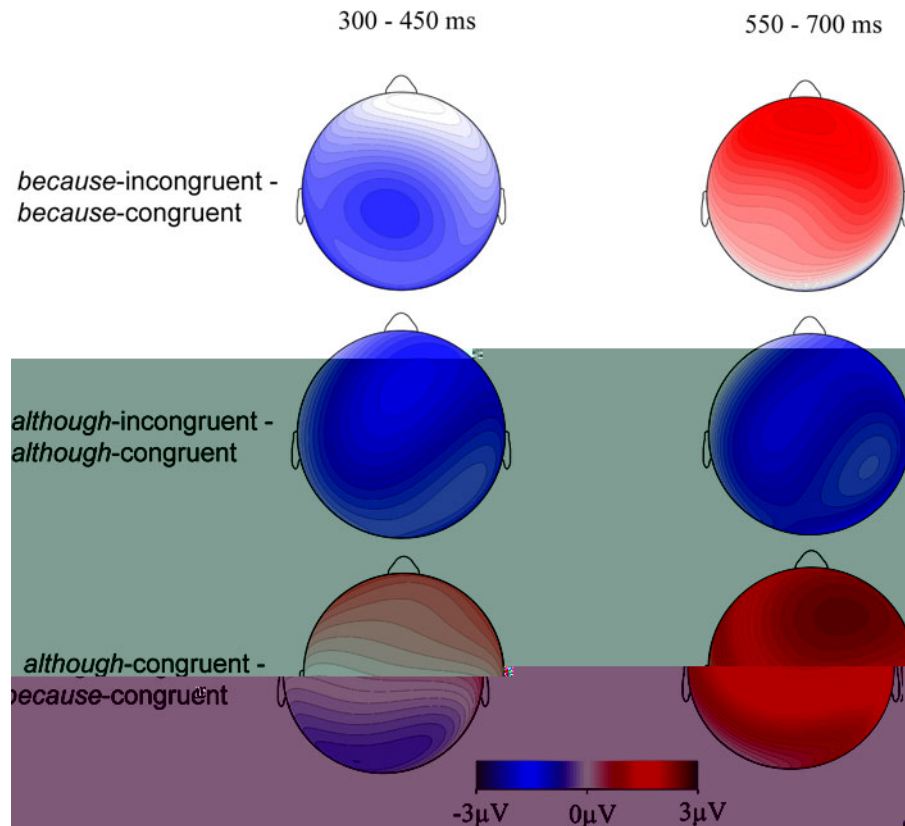 300 - 450 ms
550 - 700 ms
because-incongruent -
because-congruent
although-incongruent -
although-congruent
although-congruent -
because-congruent
-3µV
0µV
3µV